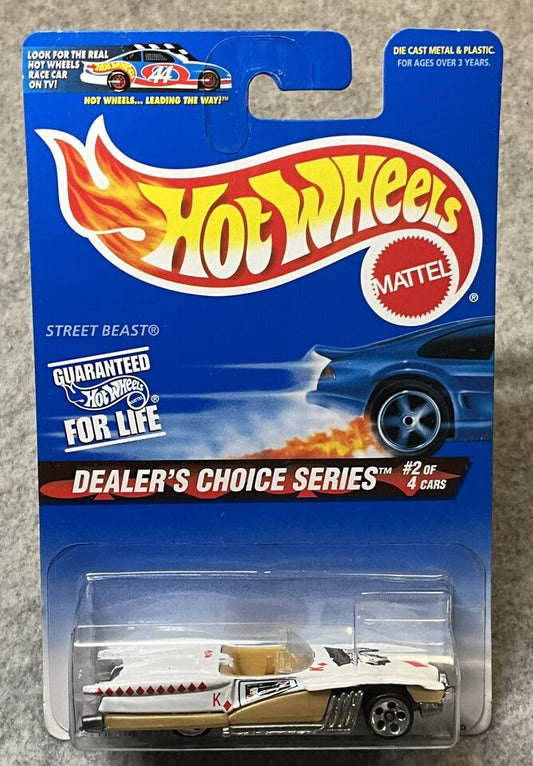 LOOK FOR THE REAL
HOT WHEELS
RACE CAR
ON TV!
44
HOT WHEELS... LEADING THE WAY!™
DIE CAST METAL & PLASTIC.
FOR AGES OVER 3 YEARS.
HOT WHEELS
MATTEL
®
STREET BEAST®
GUARANTEED
Hot Wheels®
FOR LIFE
DEALER'S CHOICE SERIES™
#2 OF
4 CARS
K
K